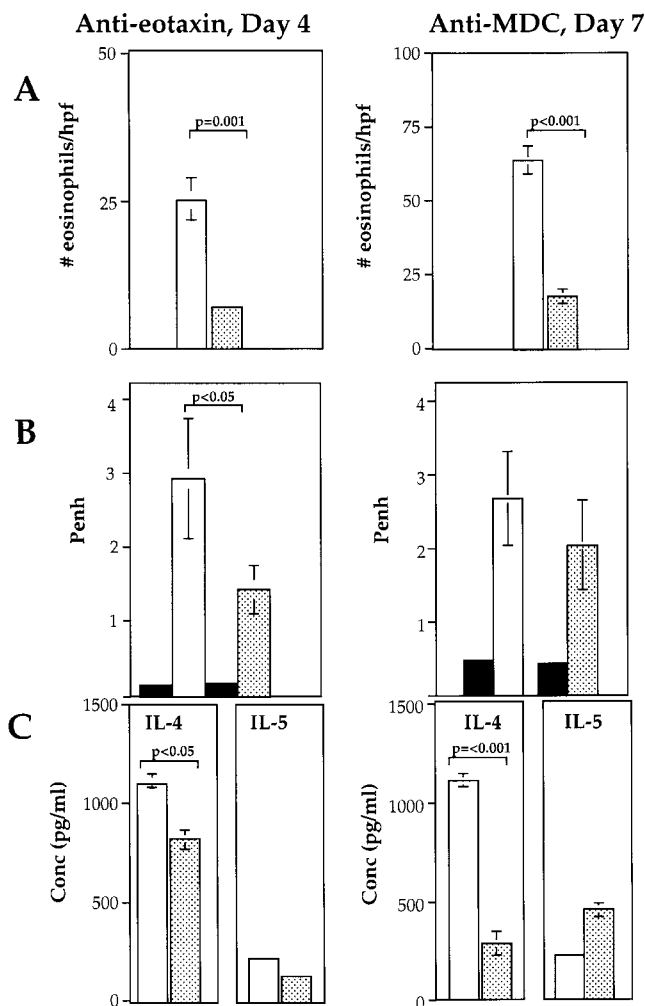 Anti-eotaxin, Day 4
Anti-MDC, Day 7
A
# eosinophils/hpf
50
25
0
p=0.001
# eosinophils/hpf
100
75
50
25
0
p<0.001
B
Penh
4
3
2
1
p<0.05
Penh
4
3
2
1
C
Conc (pg/ml)
1500
1000
500
0
IL-4
p<0.05
IL-5
Conc (pg/ml)
1500
1000
500
0
IL-4
p=<0.001
IL-5